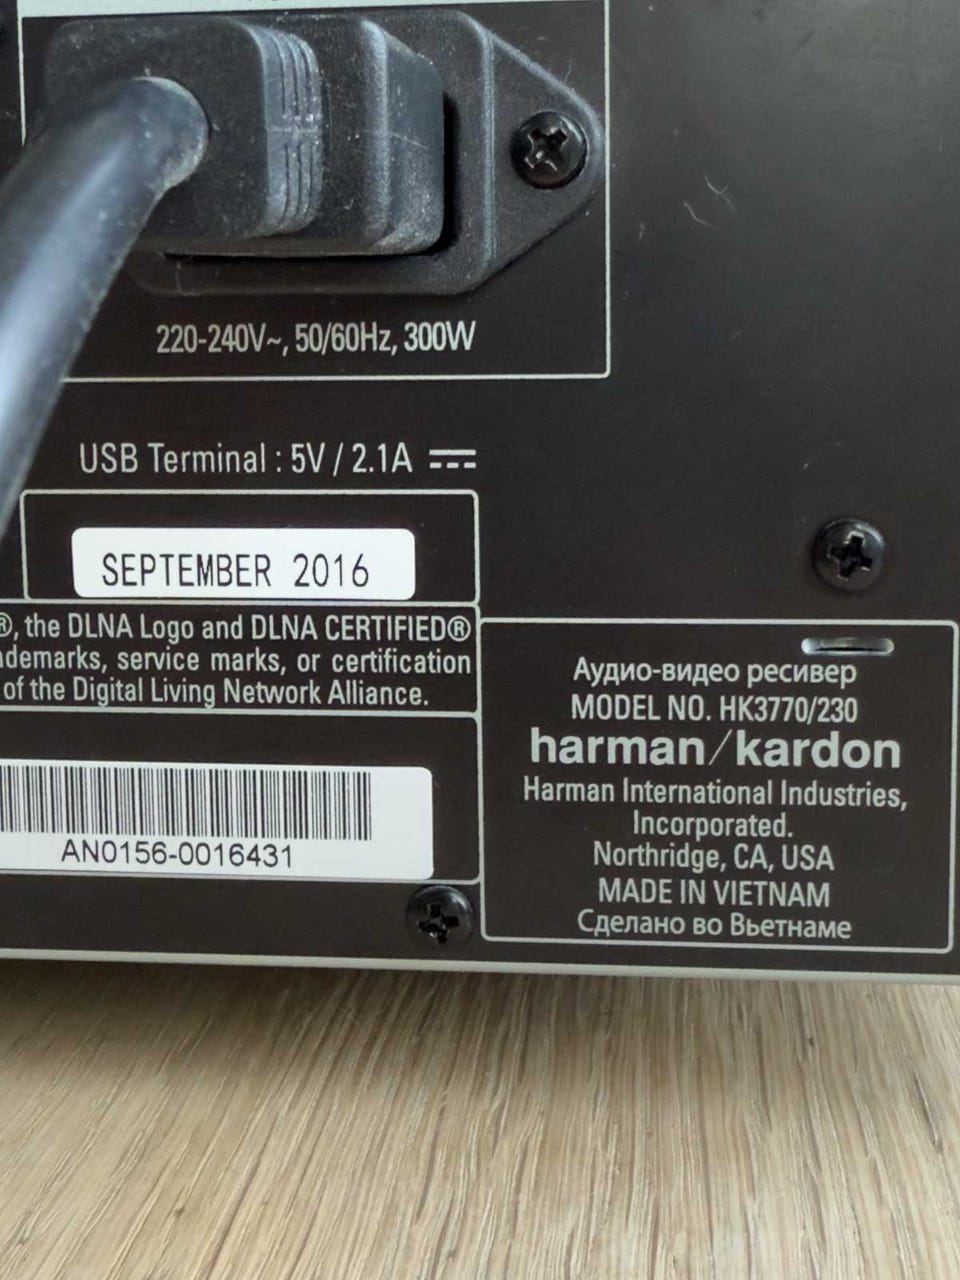 220-240V~, 50/60Hz, 300W
USB Terminal : 5V / 2.1A
SEPTEMBER 2016
®, the DLNA Logo and DLNA CERTIFIED®
marks, service marks, or certification
of the Digital Living Network Alliance.
AN0156-0016431
Аудио-видео ресивер
MODEL NO. HK3770/230
harman/kardon
Harman International Industries,
Incorporated.
Northridge, CA, USA
MADE IN VIETNAM
Сделано во Вьетнаме